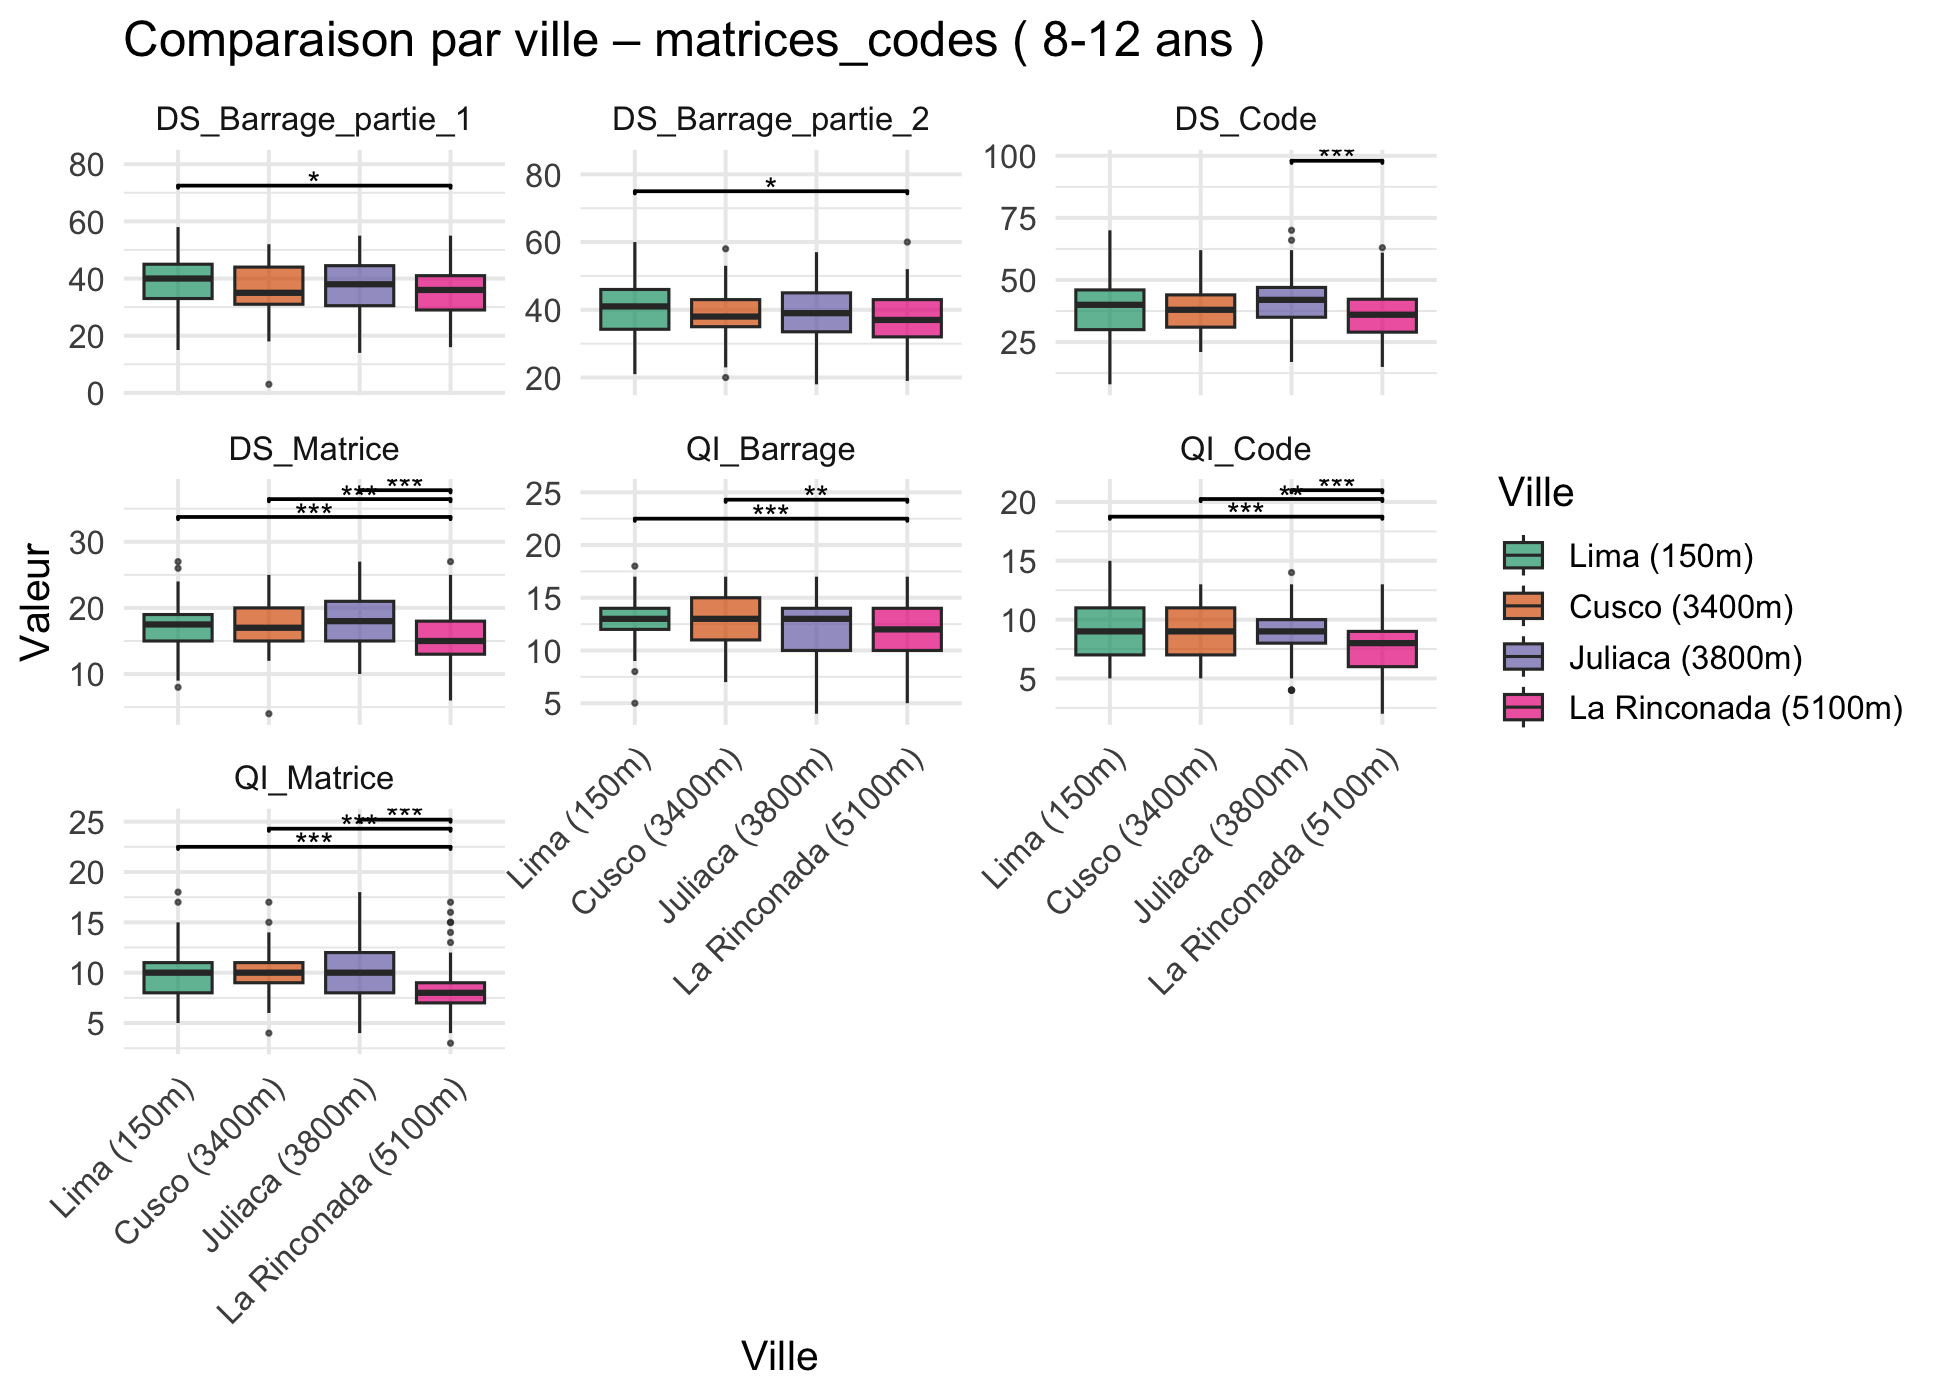 Comparaison par ville – matrices_codes ( 8-12 ans )
DS_Barrage_partie_1
DS_Barrage_partie_2
DS_Code
80
60
40
20
0
*
80
60
40
20
*
100
75
50
25
***
DS_Matrice
QI_Barrage
QI_Code
30
20
10
***
***
***
25
20
15
10
5
**
***
20
15
10
5
***
**
***
QI_Matrice
25
20
15
10
5
***
***
***
Lima (150m)
Cusco (3400m)
Juliaca (3800m)
La Rinconada (5100m)
Lima (150m)
Cusco (3400m)
Juliaca (3800m)
La Rinconada (5100m)
Lima (150m)
Cusco (3400m)
Juliaca (3800m)
La Rinconada (5100m)
Valeur
Ville
Ville
Lima (150m)
Cusco (3400m)
Juliaca (3800m)
La Rinconada (5100m)